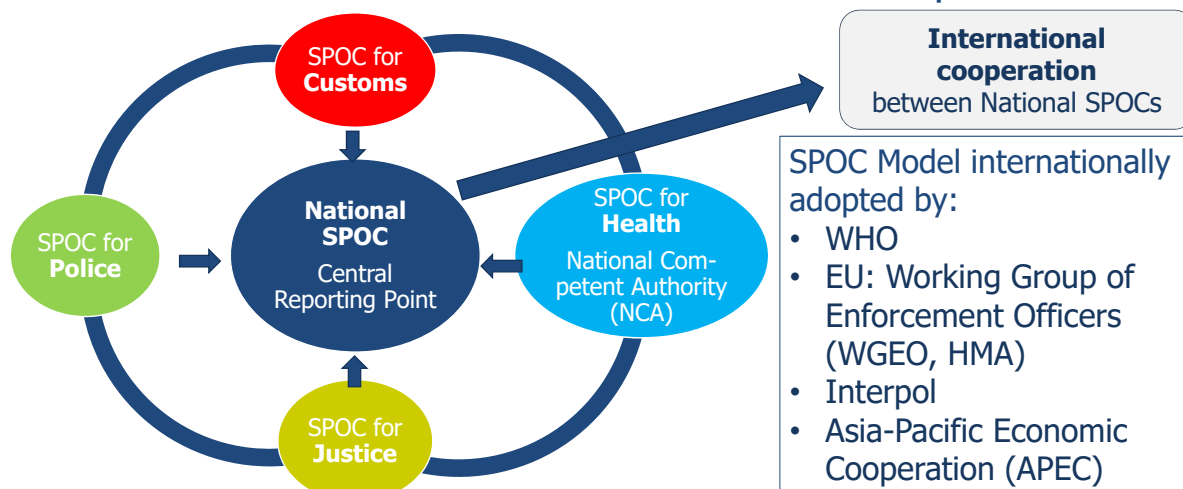 SPOC for
Customs
International
cooperation
between National SPOCs
SPOC for
Police
National
SPOC
Central
Reporting Point
SPOC for
Health
National Com-
petent Authority
(NCA)
SPOC for
Justice
SPOC Model internationally
adopted by:
• WHO
• EU: Working Group of
Enforcement Officers
(WGEO, HMA)
• Interpol
• Asia-Pacific Economic
Cooperation (APEC)